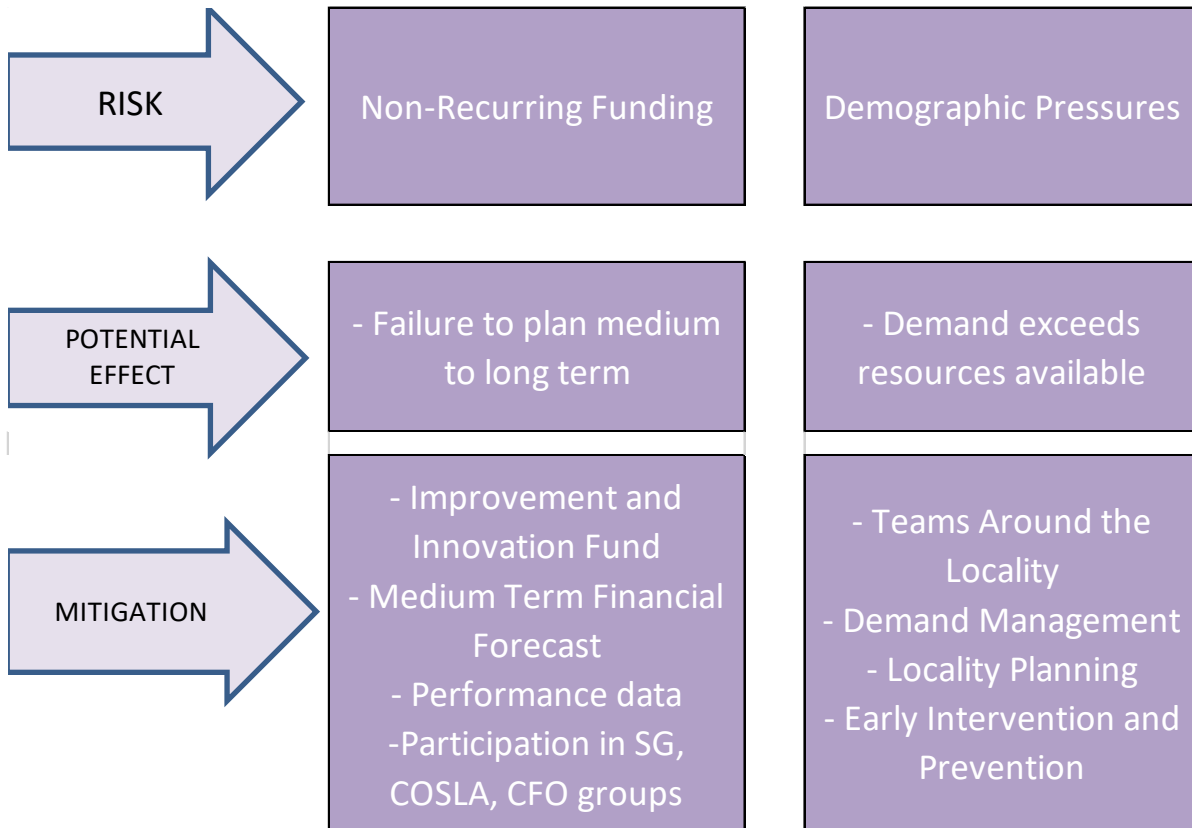 RISK
Non-Recurring Funding
Demographic Pressures
POTENTIAL
EFFECT
- Failure to plan medium
to long term
- Demand exceeds
resources available
MITIGATION
- Improvement and
Innovation Fund
- Medium Term Financial
Forecast
- Performance data
-Participation in SG,
COSLA, CFO groups
- Teams Around the
Locality
- Demand Management
- Locality Planning
- Early Intervention and
Prevention